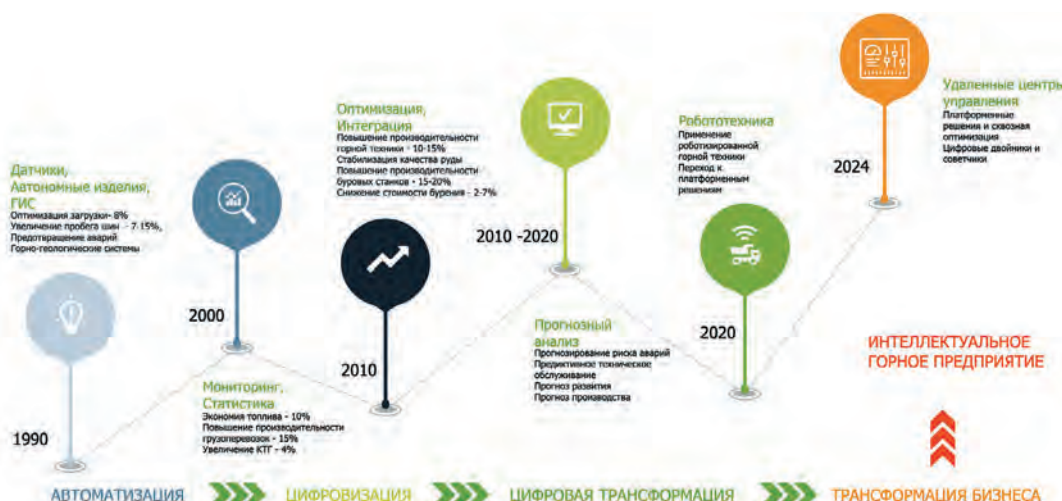 Датчики,
Автономные изделия,
ГИС
Оптимизация загрузки- 8%
Увеличение пробега шин - 7-15%,
Предотвращение аварий
Горно-геологические системы
1990
2000
Мониторинг,
Статистика
Экономия топлива - 10%
Повышение производительности
грузоперевозок - 15%
Увеличение КТГ - 4%
Оптимизация,
Интеграция
Повышение производительности
горной техники - 10-15%
Стабилизация качества руды
Повышение производительности
буровых станков - 15-20%
Снижение стоимости бурения - 2-7%
2010
2010 -2020
Прогнозный
анализ
Прогнозирование риска аварий
Предиктивное техническое
обслуживание
Прогноз развития
Прогноз производства
Робототехника
Применение
роботизированной
горной техники
Переход к
платформенным
решениям
2020
2024
Удаленные центры
управления
Платформенные
решения и сквозная
оптимизация
Цифровые двойники и
советчики
ИНТЕЛЛЕКТУАЛЬНОЕ
ГОРНОЕ ПРЕДПРИЯТИЕ
АВТОМАТИЗАЦИЯ
ЦИФРОВИЗАЦИЯ
ЦИФРОВАЯ ТРАНСФОРМАЦИЯ
ТРАНСФОРМАЦИЯ БИЗНЕСА